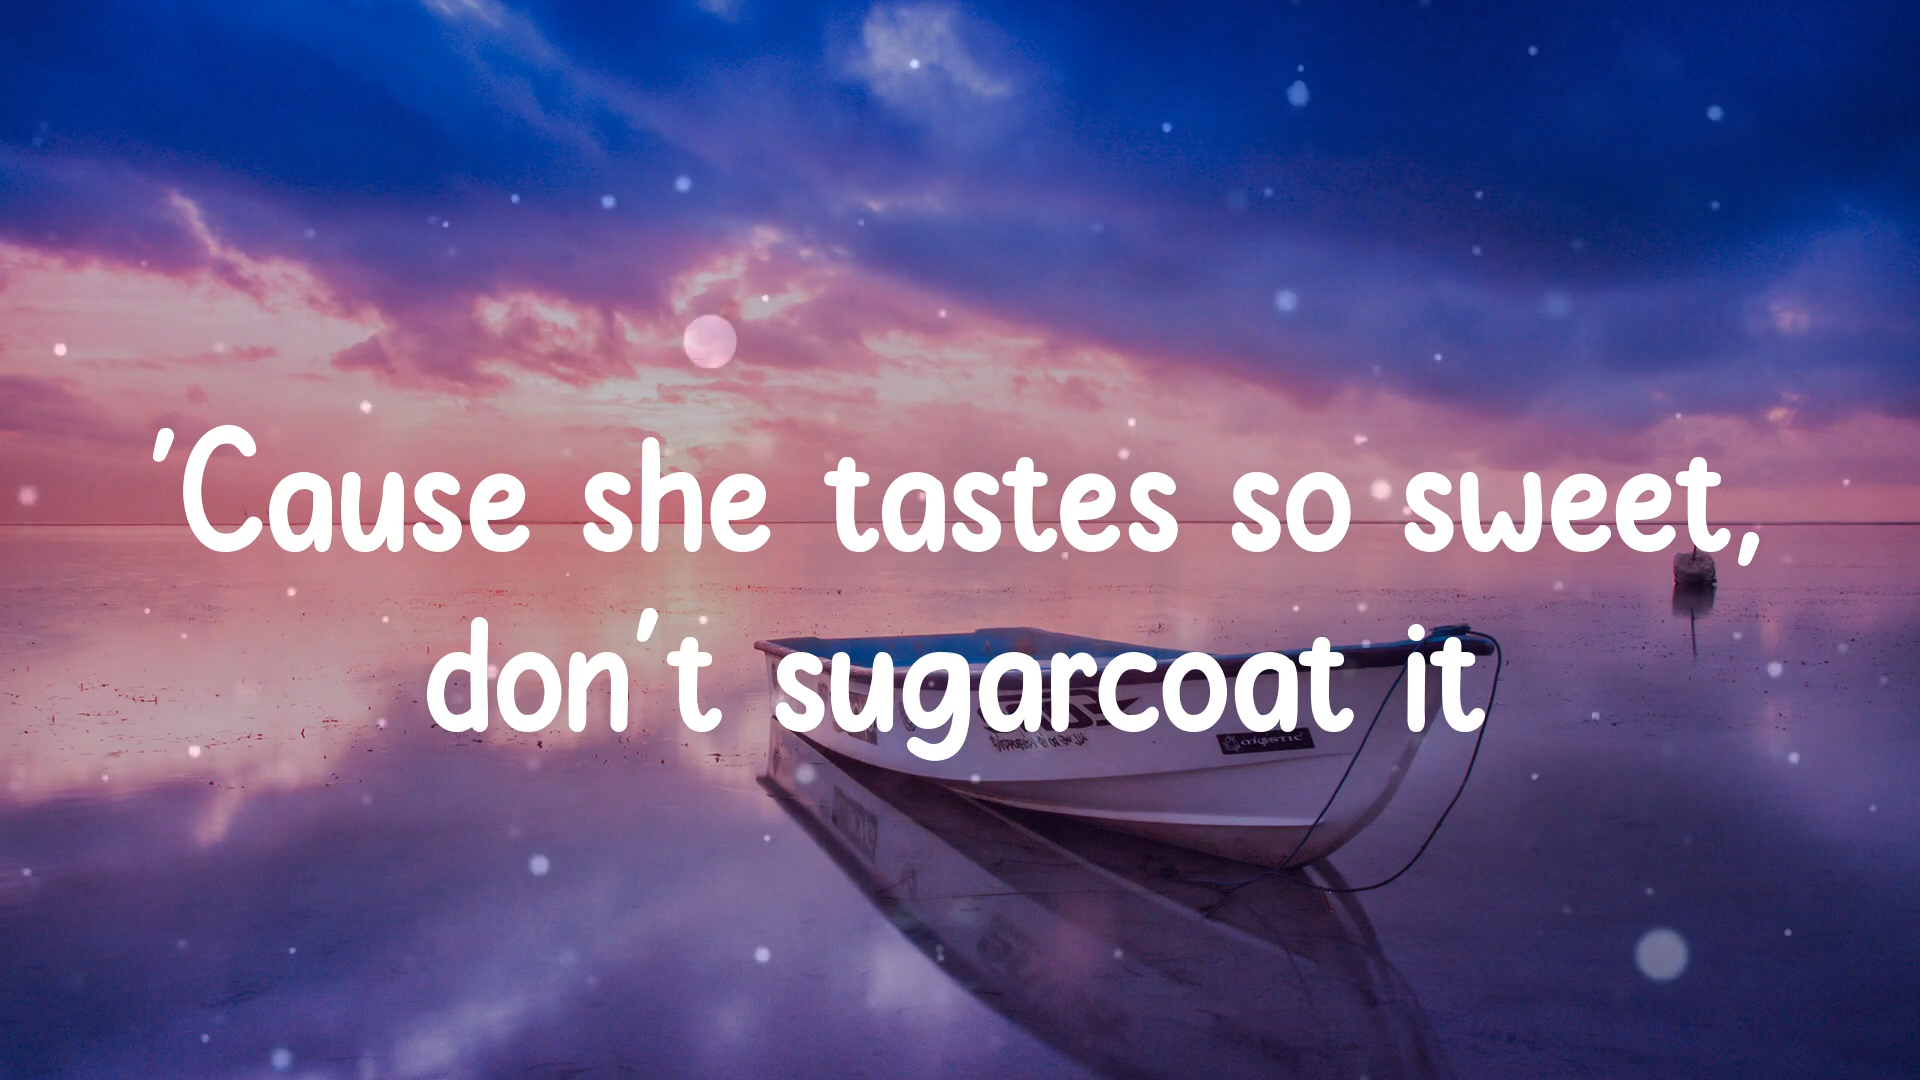 'Cause she tastes so sweet,
don't sugarcoat it